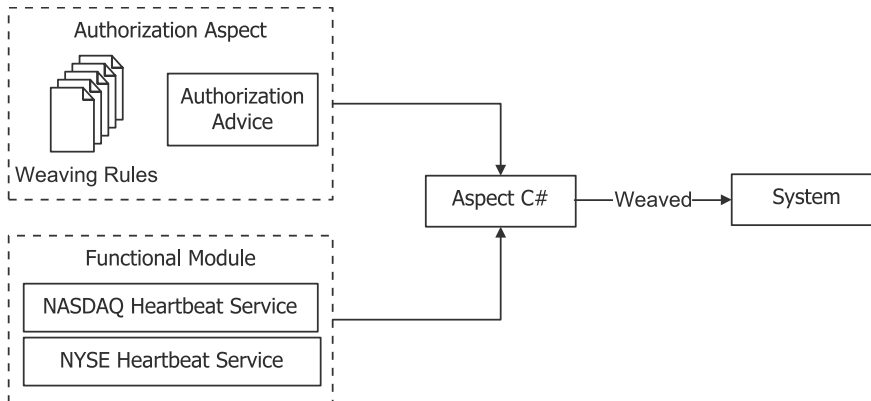 Authorization Aspect
Authorization
Advice
Weaving Rules
Aspect C#
Weaved
System
Functional Module
NASDAQ Heartbeat Service
NYSE Heartbeat Service